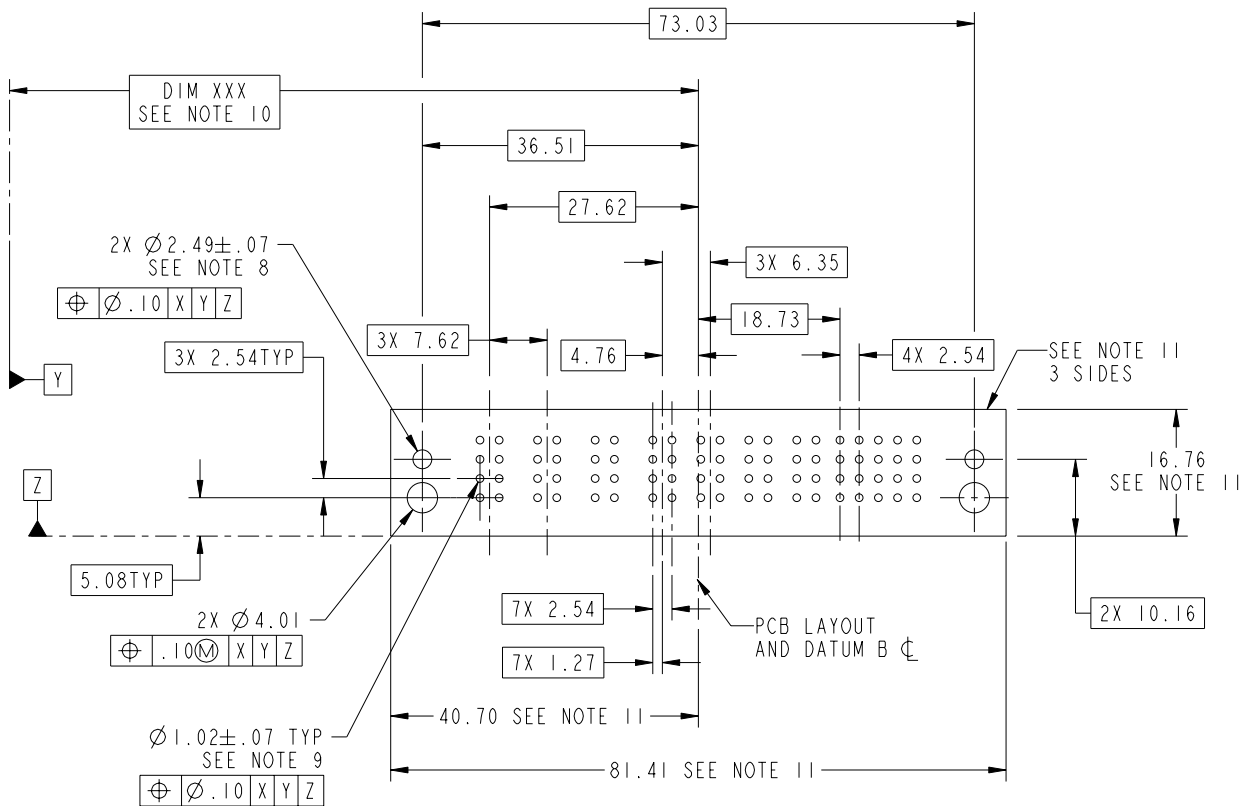 73.03
DIM XXX
SEE NOTE 10
36.51
27.62
2X Ø2.49±.07
SEE NOTE 8
⌖ Ø.10 X Y Z
3X 6.35
18.73
3X 7.62
4.76
4X 2.54
3X 2.54TYP
SEE NOTE 11
3 SIDES
Y
16.76
SEE NOTE 11
Z
5.08TYP
2X Ø4.01
⌖ .10Ⓜ X Y Z
7X 2.54
2X 10.16
PCB LAYOUT
AND DATUM B ℄
7X 1.27
40.70 SEE NOTE 11
Ø1.02±.07 TYP
SEE NOTE 9
⌖ Ø.10 X Y Z
81.41 SEE NOTE 11